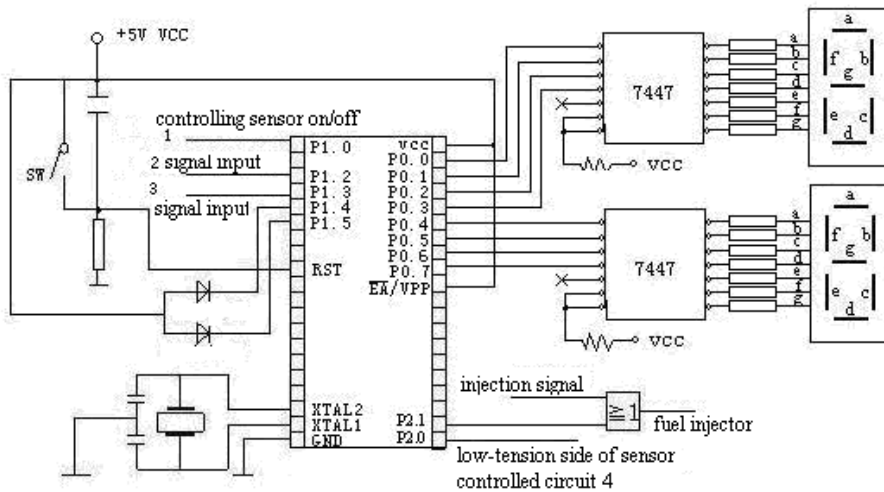 +5V VCC
SW
controlling sensor on/off
1
2 signal input
3
signal input
P1.0
P1.2
P1.3
P1.4
P1.5
RST
XTAL2
XTAL1
GND
VCC
P0.0
P0.1
P0.2
P0.3
P0.4
P0.5
P0.6
P0.7
EA/VPP
P2.1
P2.0
7447
VCC
a
b
c
d
e
f
g
a
f b
g
e c
d
7447
VCC
a
b
c
d
e
f
g
a
f b
g
e c
d
injection signal
≧1
fuel injector
low-tension side of sensor
controlled circuit 4